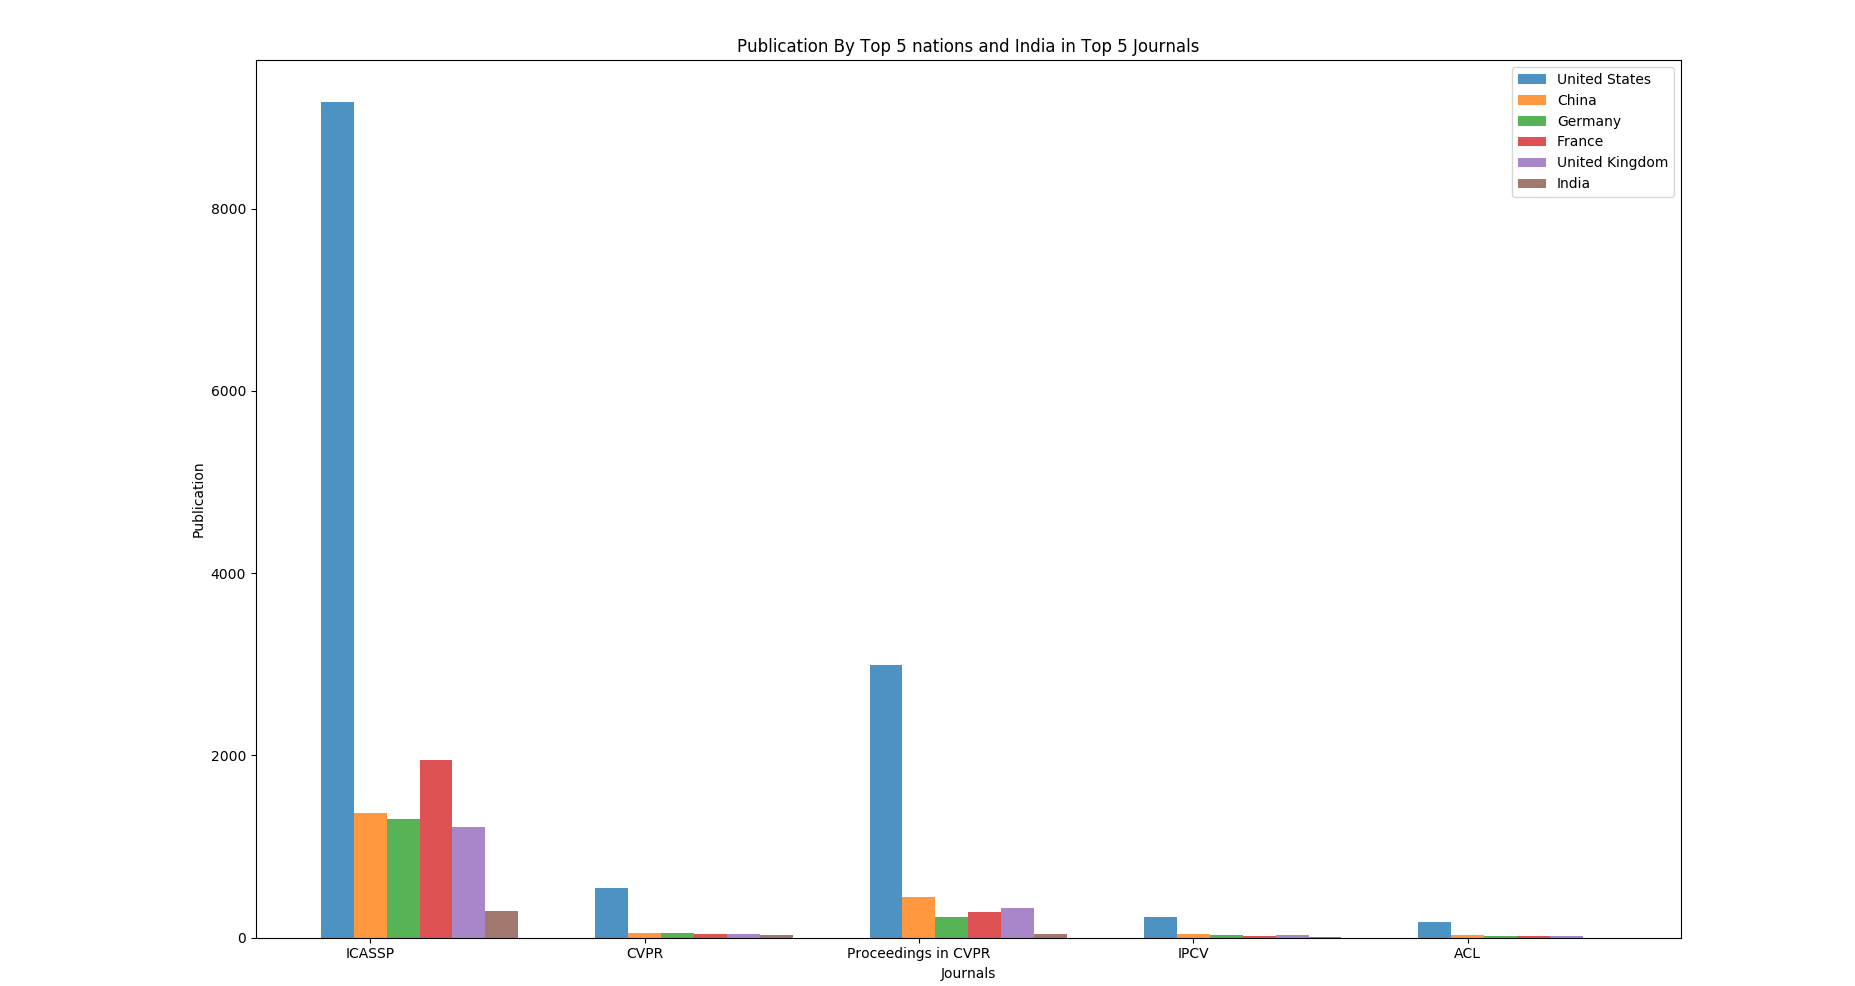 Publication By Top 5 nations and India in Top 5 Journals
United States
China
Germany
France
United Kingdom
India
8000
6000
4000
2000
0
Publication
ICASSP
CVPR
Proceedings in CVPR
IPCV
ACL
Journals